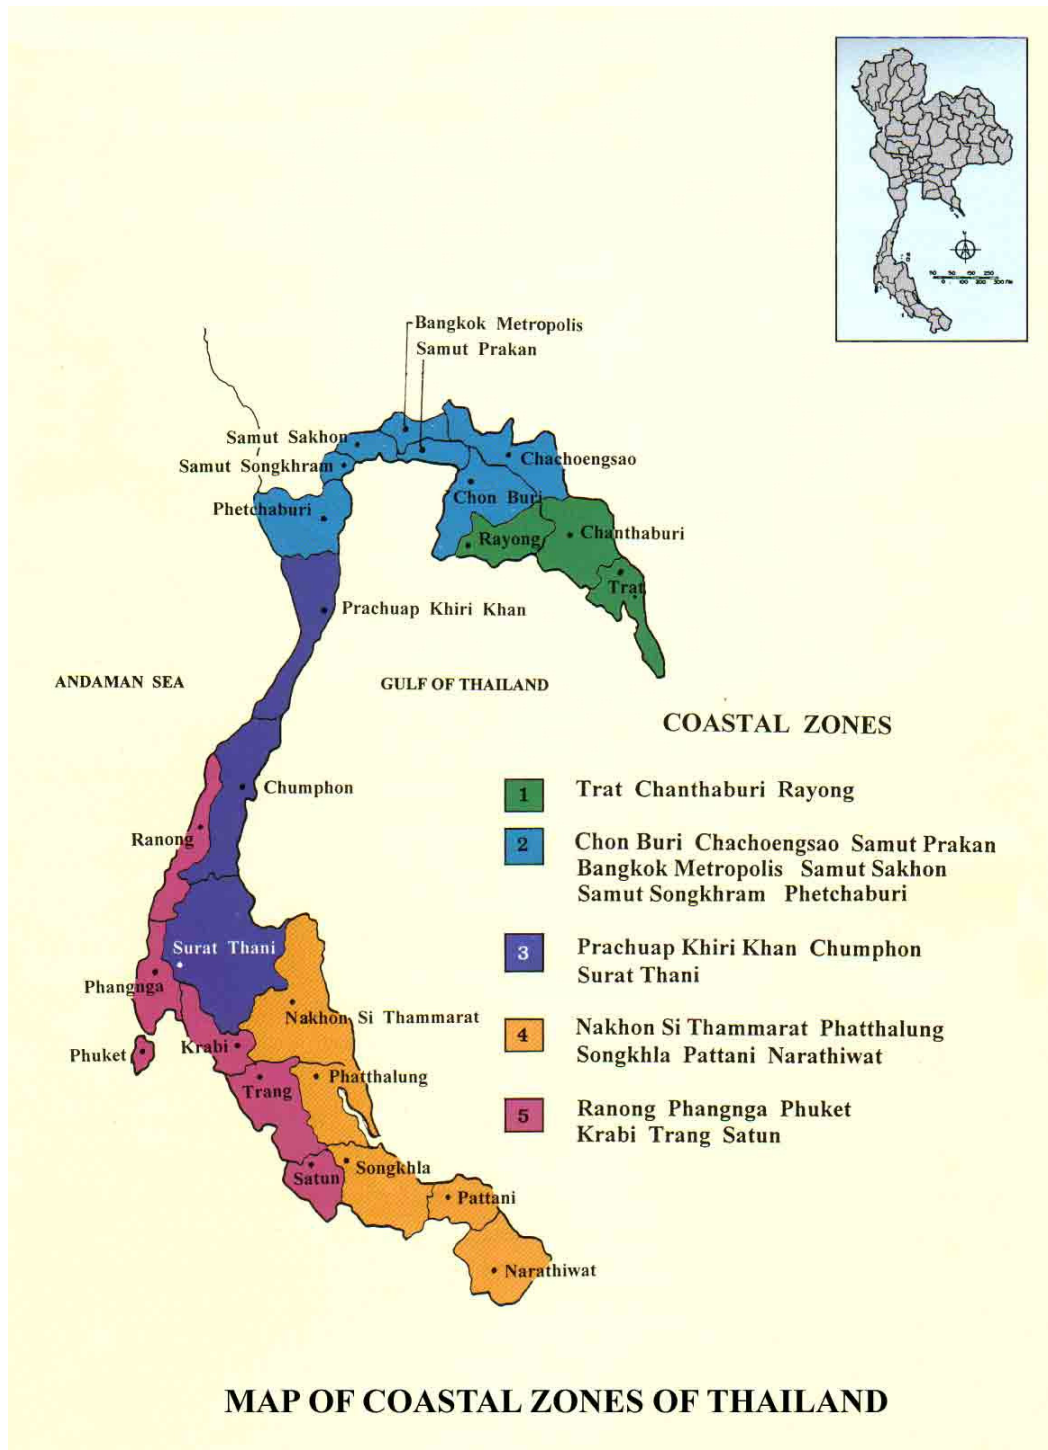 Bangkok Metropolis
Samut Prakan
Samut Sakhon
Samut Songkhram
Chachoengsao
Phetchaburi
Chon Buri
Rayong
Chanthaburi
Trat
Prachuap Khiri Khan
ANDAMAN SEA
GULF OF THAILAND
COASTAL ZONES
1 Trat Chanthaburi Rayong
2 Chon Buri Chachoengsao Samut Prakan
Bangkok Metropolis Samut Sakhon
Samut Songkhram Phetchaburi
3 Prachuap Khiri Khan Chumphon
Surat Thani
4 Nakhon Si Thammarat Phatthalung
Songkhla Pattani Narathiwat
5 Ranong Phangnga Phuket
Krabi Trang Satun
Chumphon
Ranong
Surat Thani
Phangnga
Nakhon Si Thammarat
Phuket
Krabi
Phatthalung
Trang
Songkhla
Satun
Pattani
Narathiwat
MAP OF COASTAL ZONES OF THAILAND